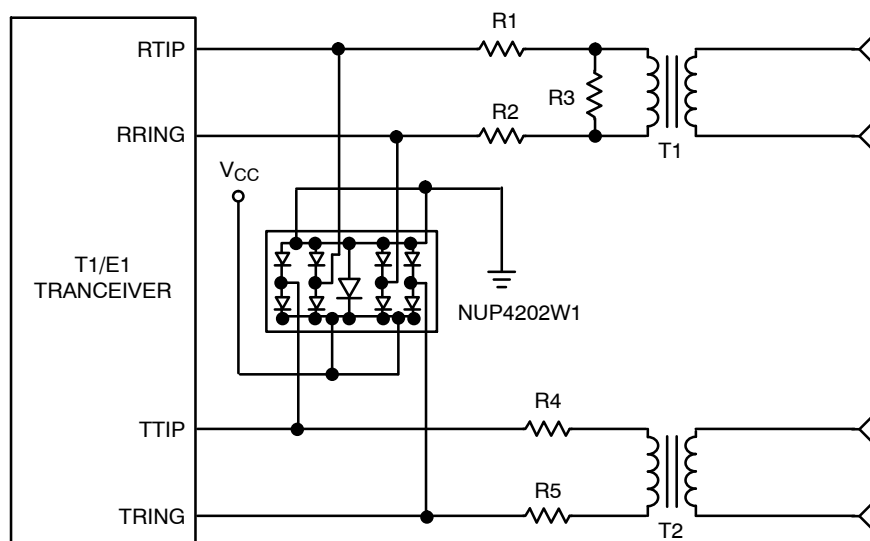 R1
RTIP
R3
R2
RRING
T1
VCC
T1/E1
TRANCEIVER
NUP4202W1
R4
TTIP
R5
TRING
T2